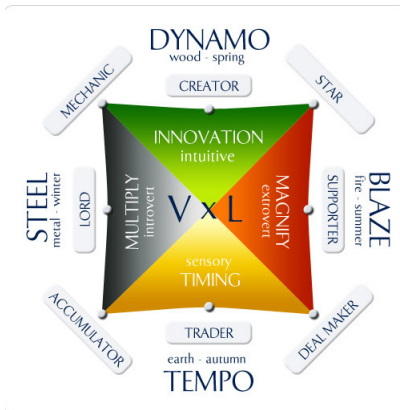 DYNAMO
wood - spring
MECHANIC
CREATOR
STAR
INNOVATION
intuitive
STEEL
metal - winter
LORD
MULTIPLY
introvert
V x L
MAGNIFY
extrovert
SUPPORTER
BLAZE
fire - summer
sensory
TIMING
ACCUMULATOR
TRADER
DEAL MAKER
earth - autumn
TEMPO